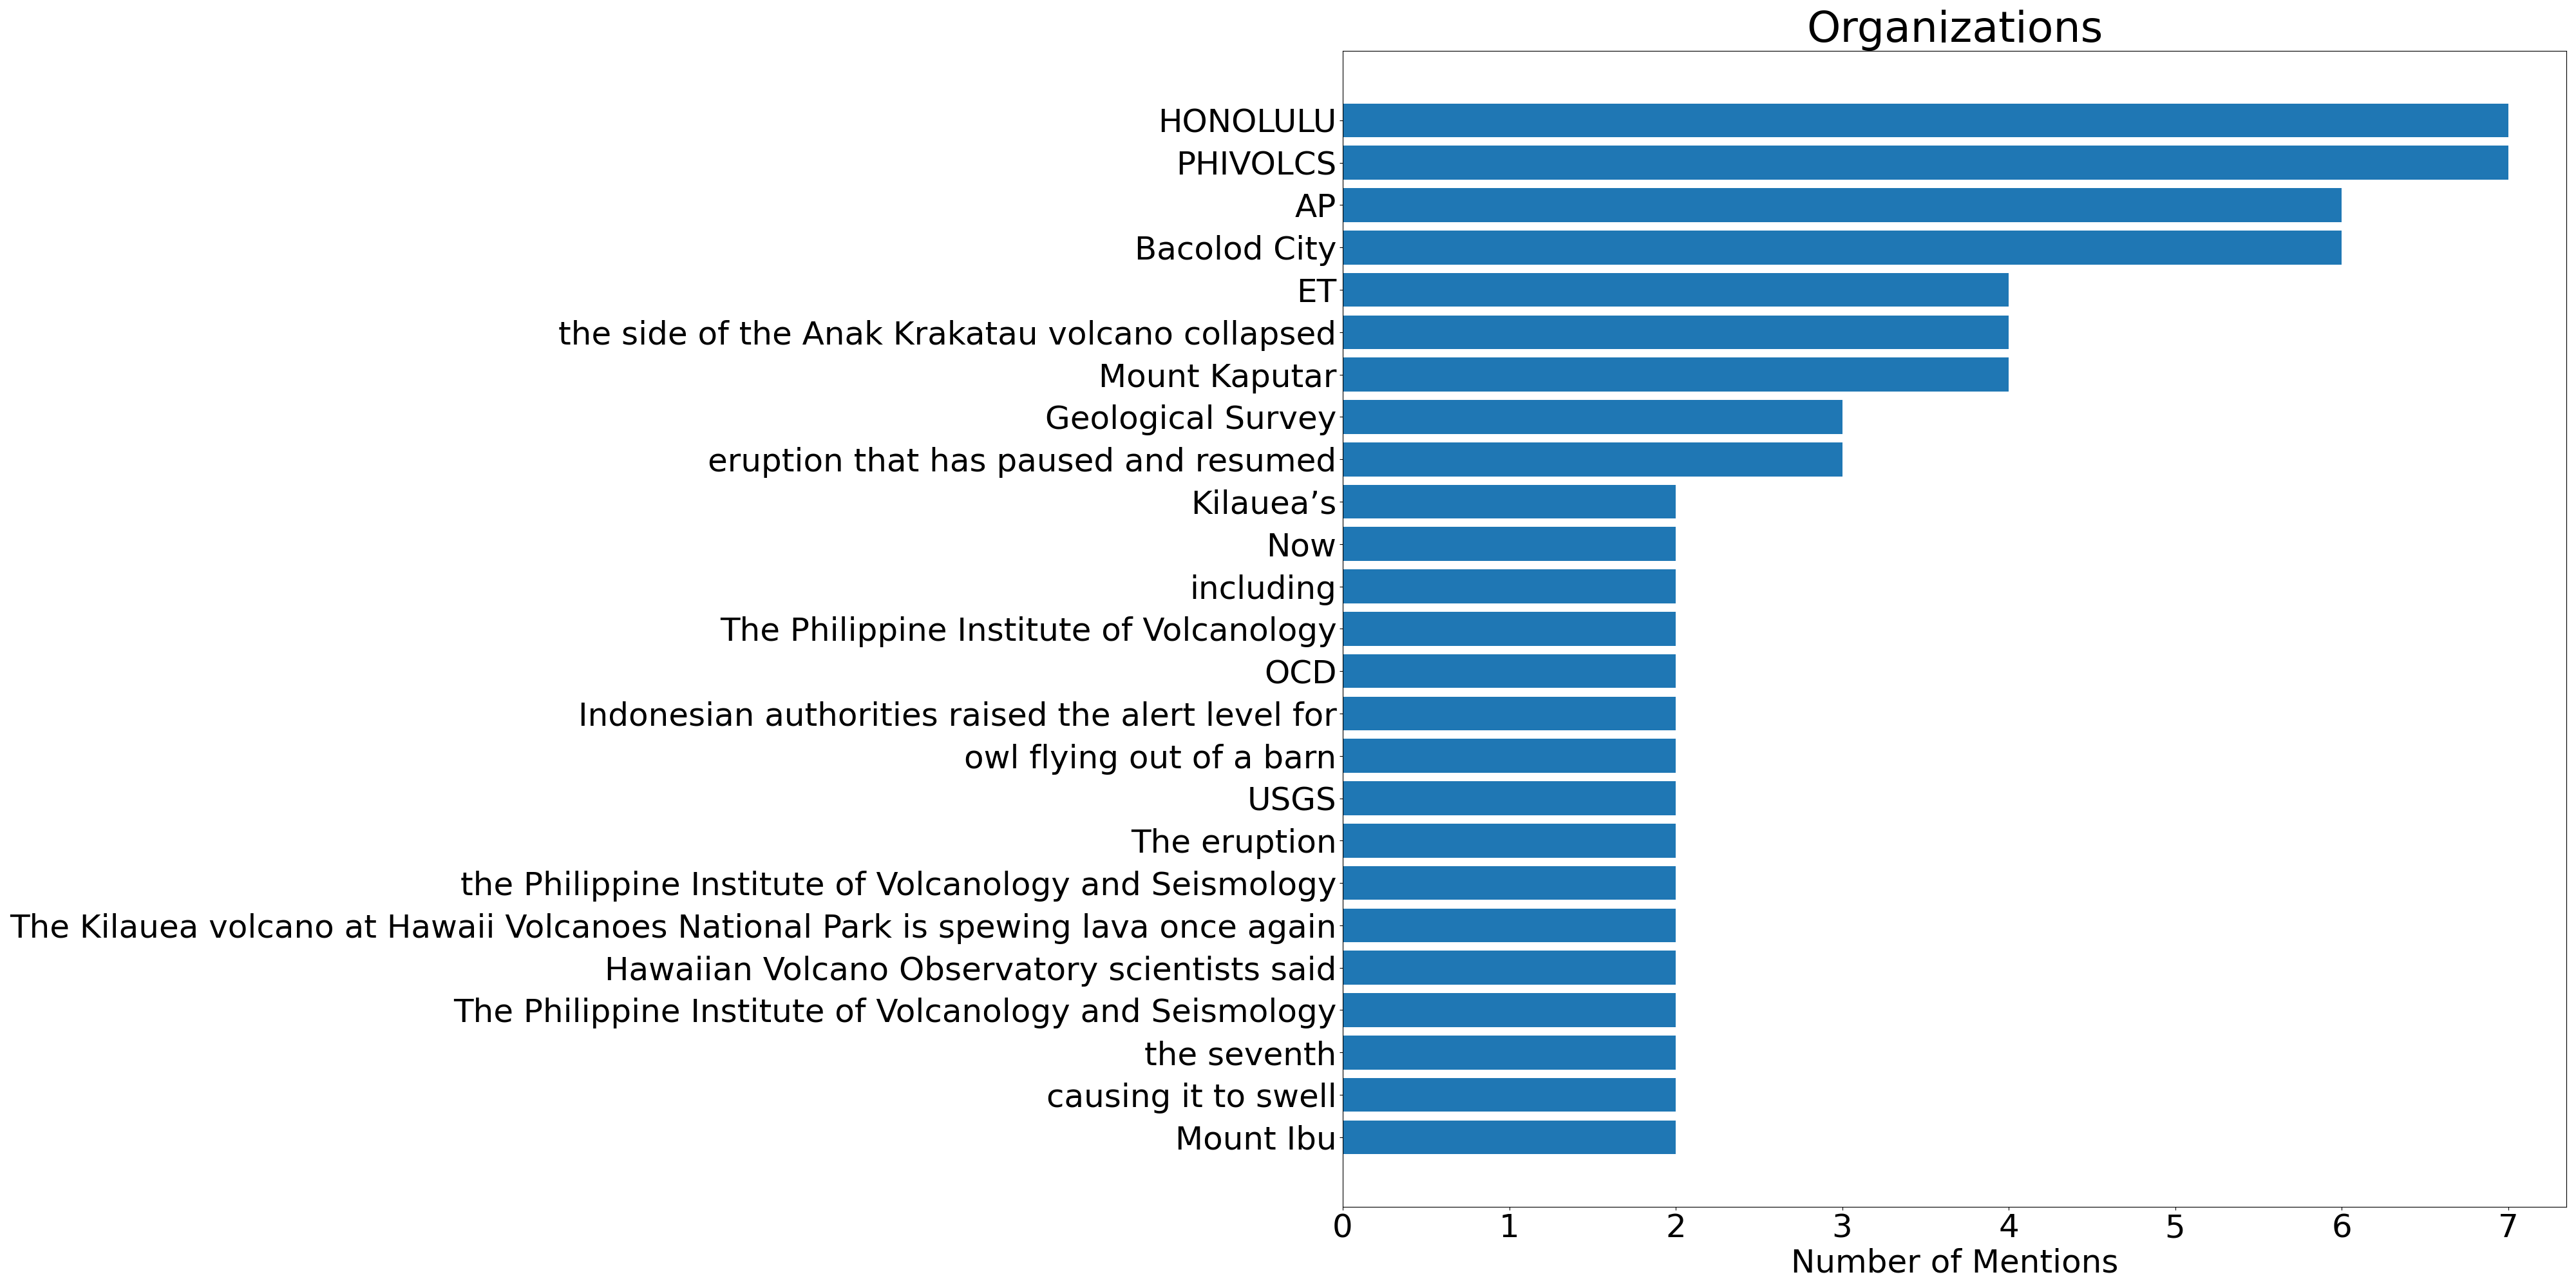 Organizations
HONOLULU
PHIVOLCS
AP
Bacolod City
ET
the side of the Anak Krakatau volcano collapsed
Mount Kaputar
Geological Survey
eruption that has paused and resumed
Kilauea’s
Now
including
The Philippine Institute of Volcanology
OCD
Indonesian authorities raised the alert level for
owl flying out of a barn
USGS
The eruption
the Philippine Institute of Volcanology and Seismology
The Kilauea volcano at Hawaii Volcanoes National Park is spewing lava once again
Hawaiian Volcano Observatory scientists said
The Philippine Institute of Volcanology and Seismology
the seventh
causing it to swell
Mount Ibu
0 1 2 3 4 5 6 7
Number of Mentions